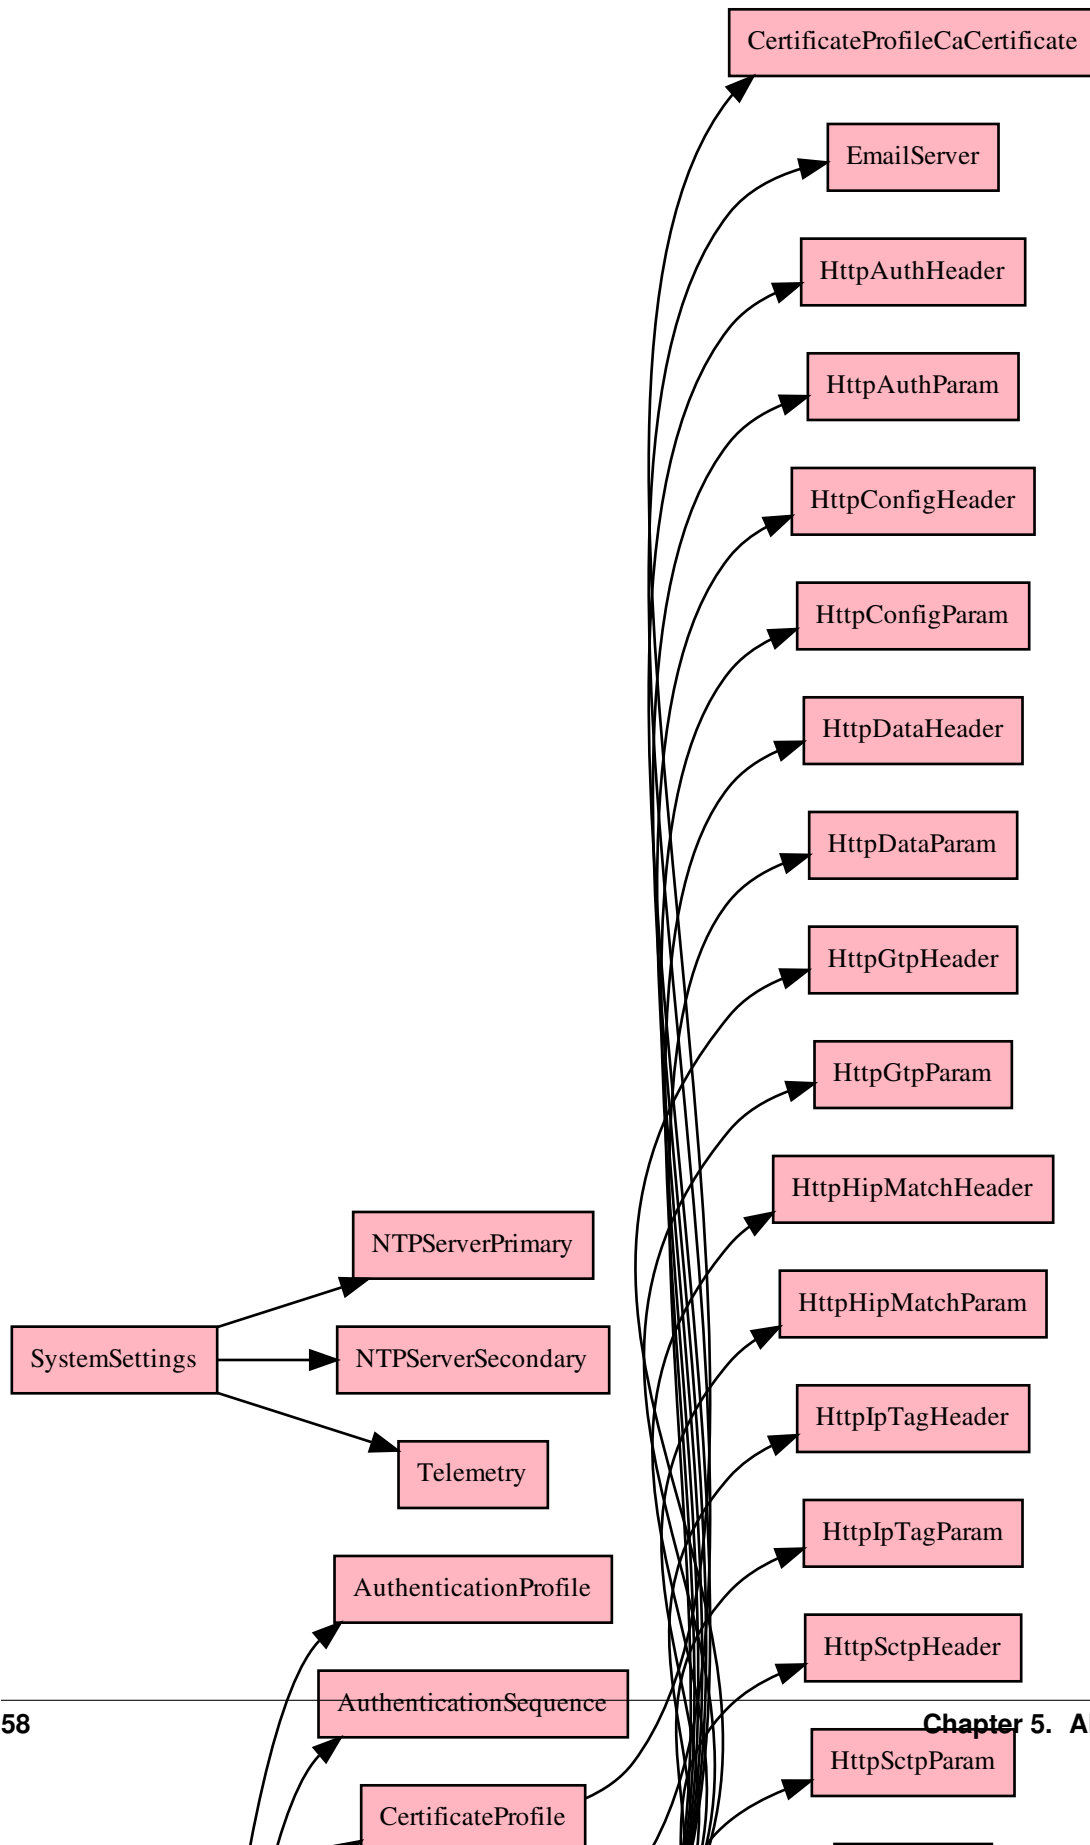 CertificateProfileCaCertificate
EmailServer
HttpAuthHeader
HttpAuthParam
HttpConfigHeader
HttpConfigParam
HttpDataHeader
HttpDataParam
HttpGtpHeader
HttpGtpParam
HttpHipMatchHeader
NTPServerPrimary
HttpHipMatchParam
SystemSettings
NTPServerSecondary
HttpIpTagHeader
Telemetry
HttpIpTagParam
AuthenticationProfile
HttpSctpHeader
AuthenticationSequence
58
Chapter 5.
HttpSctpParam
CertificateProfile